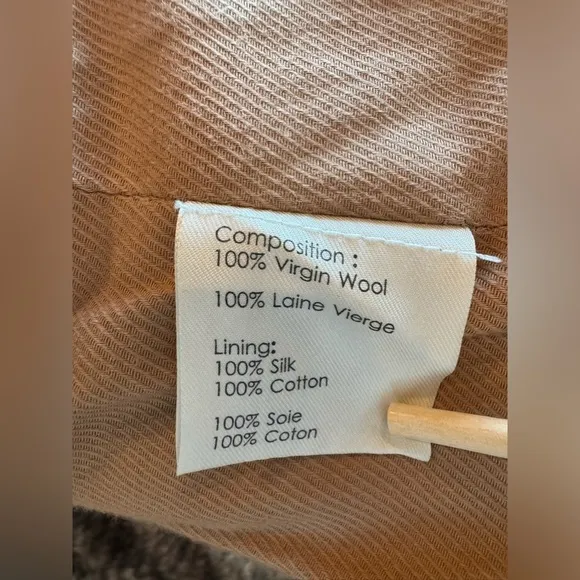 Composition :
100% Virgin Wool
100% Laine Vierge
Lining:
100% Silk
100% Cotton
100% Soie
100% Coton